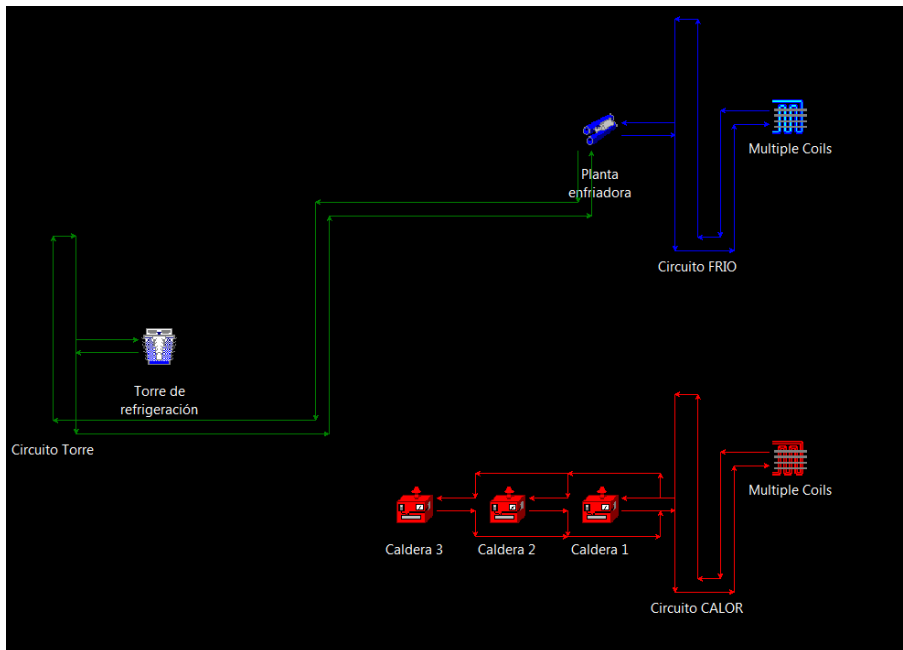 Multiple Coils
Planta
enfriadora
Circuito FRIO
Torre de
refrigeración
Circuito Torre
Multiple Coils
Caldera 3
Caldera 2
Caldera 1
Circuito CALOR